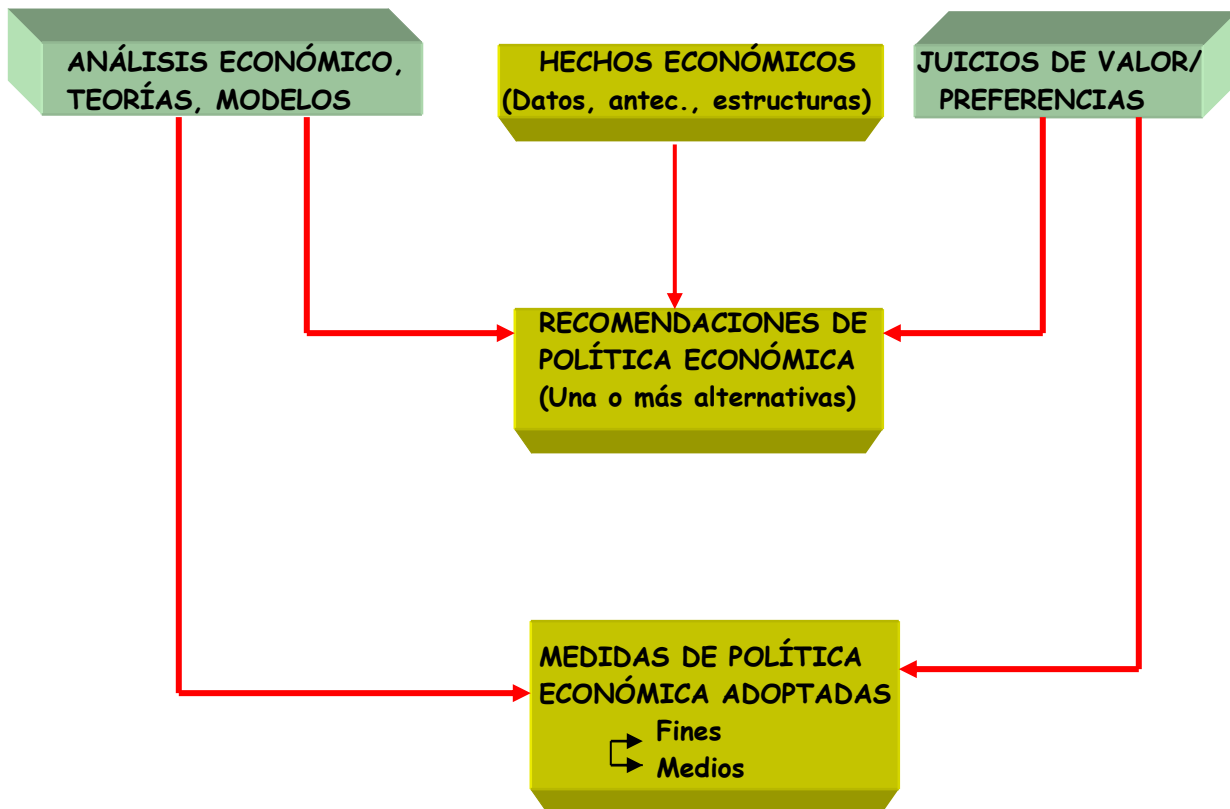 ANÁLISIS ECONÓMICO,
TEORÍAS, MODELOS
HECHOS ECONÓMICOS
(Datos, antec., estructuras)
JUICIOS DE VALOR/
PREFERENCIAS
RECOMENDACIONES DE
POLÍTICA ECONÓMICA
(Una o más alternativas)
MEDIDAS DE POLÍTICA
ECONÓMICA ADOPTADAS
Fines
Medios